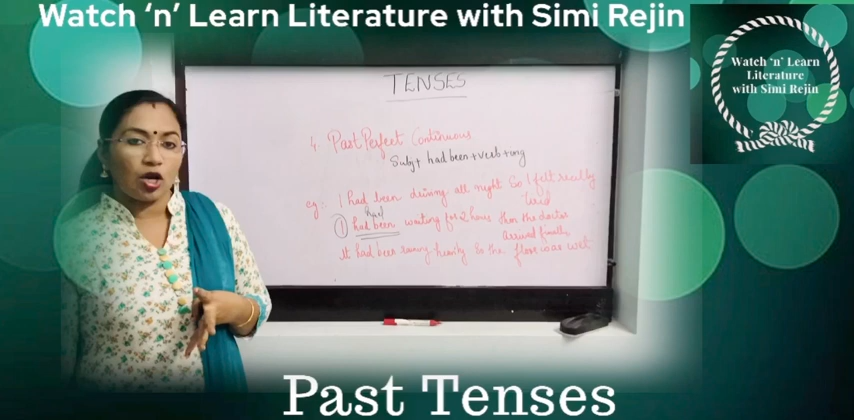 Watch ‘n’ Learn Literature with Simi Rejin
Watch ‘n’ Learn
Literature
with Simi Rejin
TENSES
4. Past Perfect Continuous
Subj + had been + verb + ing
eg:- I had been driving all night So I felt really
tired
I had been waiting for 2 hours then the doctor
arrived finally
It had been raining heavily so the floor was wet
Past Tenses